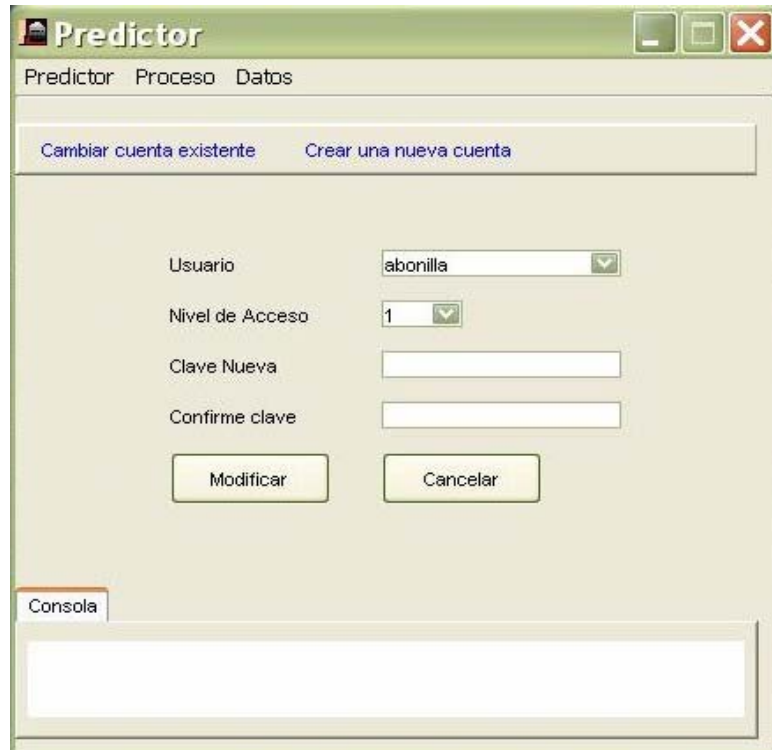 Predictor
Predictor Proceso Datos
Cambiar cuenta existente Crear una nueva cuenta
Usuario abonilla
Nivel de Acceso 1
Clave Nueva
Confirme clave
Modificar Cancelar
Consola